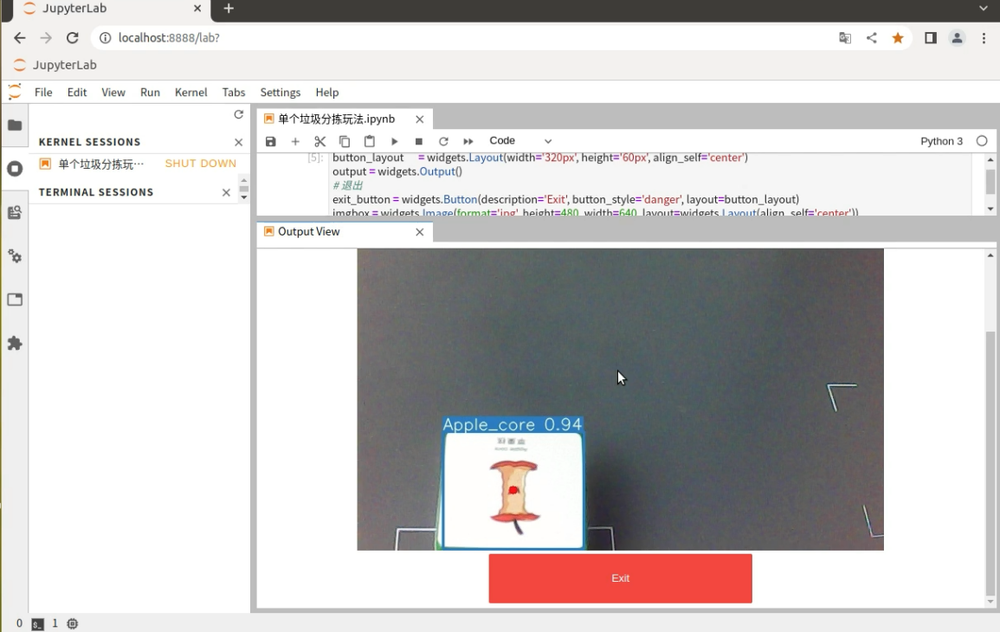 JupyterLab
localhost:8888/lab?
JupyterLab
File Edit View Run Kernel Tabs Settings Help
KERNEL SESSIONS
单个垃圾分拣玩⋯ SHUT DOWN
TERMINAL SESSIONS
单个垃圾分拣玩法.ipynb
Code
Python 3
[5]:
button_layout = widgets.Layout(width='320px', height='60px', align_self='center')
output = widgets.Output()
# 退出
exit_button = widgets.Button(description='Exit', button_style='danger', layout=button_layout)
imgbox = widgets.Image(format='jpg', height=480, width=640, layout=widgets.Layout(align_self='center'))
Output View
Apple_core 0.94
Exit
0 1